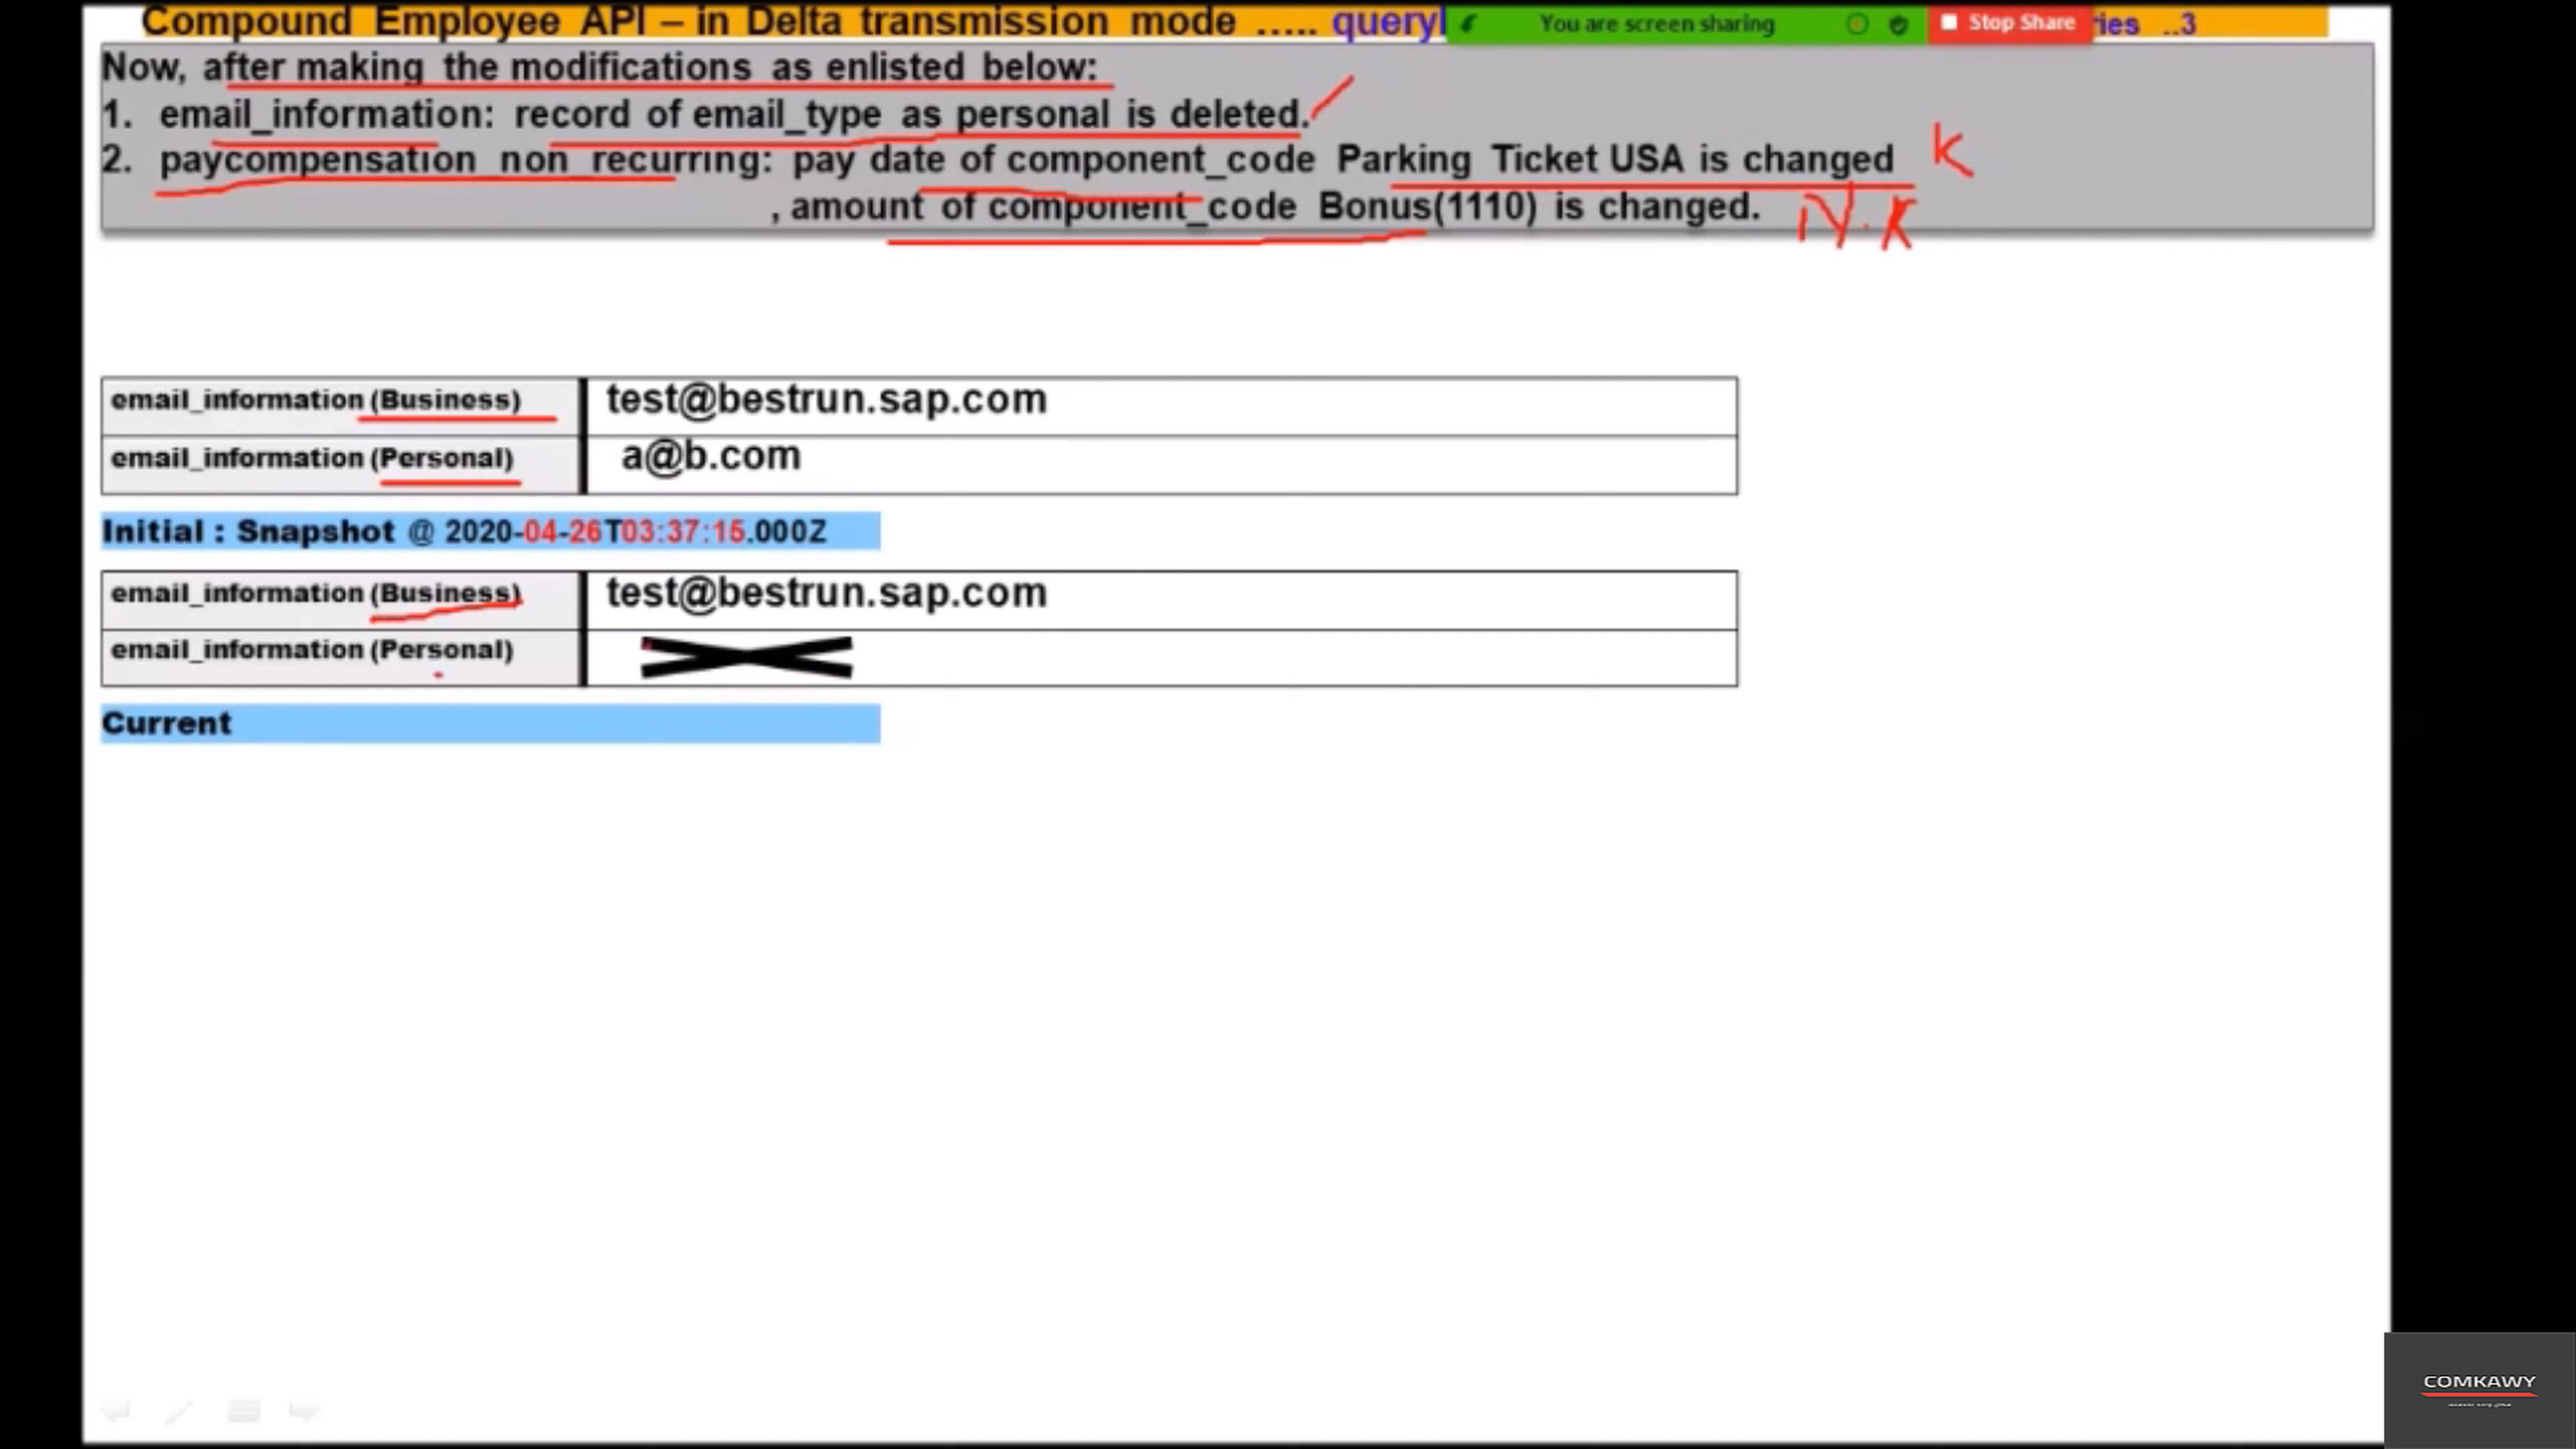 Compound Employee API – in Delta transmission mode ..... queryl
You are screen sharing
Stop Share
ies ..3
Now, after making the modifications as enlisted below:
1. email_information: record of email_type as personal is deleted.
2. paycompensation non recurring: pay date of component_code Parking Ticket USA is changed K
, amount of component_code Bonus(1110) is changed. N.K
email_information (Business) test@bestrun.sap.com
email_information (Personal) a@b.com
Initial : Snapshot @ 2020-04-26T03:37:15.000Z
email_information (Business) test@bestrun.sap.com
email_information (Personal)
Current
COMKAWY